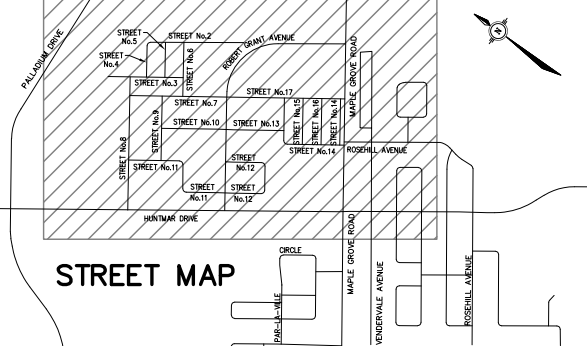 STREET
No.5
STREET No.2
STREET
No.4
STREET No.6
ROBERT GRANT AVENUE
MAPLE GROVE ROAD
PALLADIUM DRIVE
N
STREET No.3
STREET No.17
STREET No.7
STREET No.15
STREET No.16
STREET No.14
STREET No.8
STREET No.9
STREET No.10
STREET No.13
STREET No.14
ROSEHILL AVENUE
STREET No.11
STREET
No.12
STREET
No.11
STREET
No.12
HUNTMAR DRIVE
MAPLE GROVE ROAD
STREET MAP
CIRCLE
PAR-LA-VILLE
VENDERVALE AVENUE
ROSEHILL AVENUE